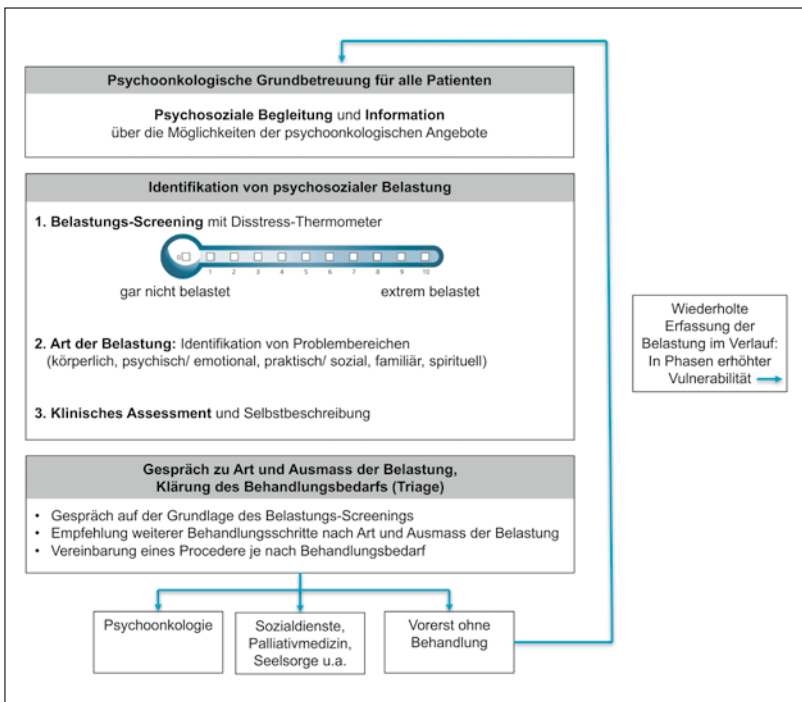 Psychoonkologische Grundbetreuung für alle Patienten
Psychosoziale Begleitung und Information
über die Möglichkeiten der psychoonkologischen Angebote
Identifikation von psychosozialer Belastung
1. Belastungs-Screening mit Disstress-Thermometer
0 1 2 3 4 5 6 7 8 9 10
gar nicht belastet extrem belastet
2. Art der Belastung: Identifikation von Problembereichen
(körperlich, psychisch/ emotional, praktisch/ sozial, familiär, spirituell)
3. Klinisches Assessment und Selbstbeschreibung
Gespräch zu Art und Ausmass der Belastung,
Klärung des Behandlungsbedarfs (Triage)
• Gespräch auf der Grundlage des Belastungs-Screenings
• Empfehlung weiterer Behandlungsschritte nach Art und Ausmass der Belastung
• Vereinbarung eines Procedere je nach Behandlungsbedarf
Psychoonkologie
Sozialdienste,
Palliativmedizin,
Seelsorge u.a.
Vorerst ohne
Behandlung
Wiederholte
Erfassung der
Belastung im Verlauf:
In Phasen erhöhter
Vulnerabilität